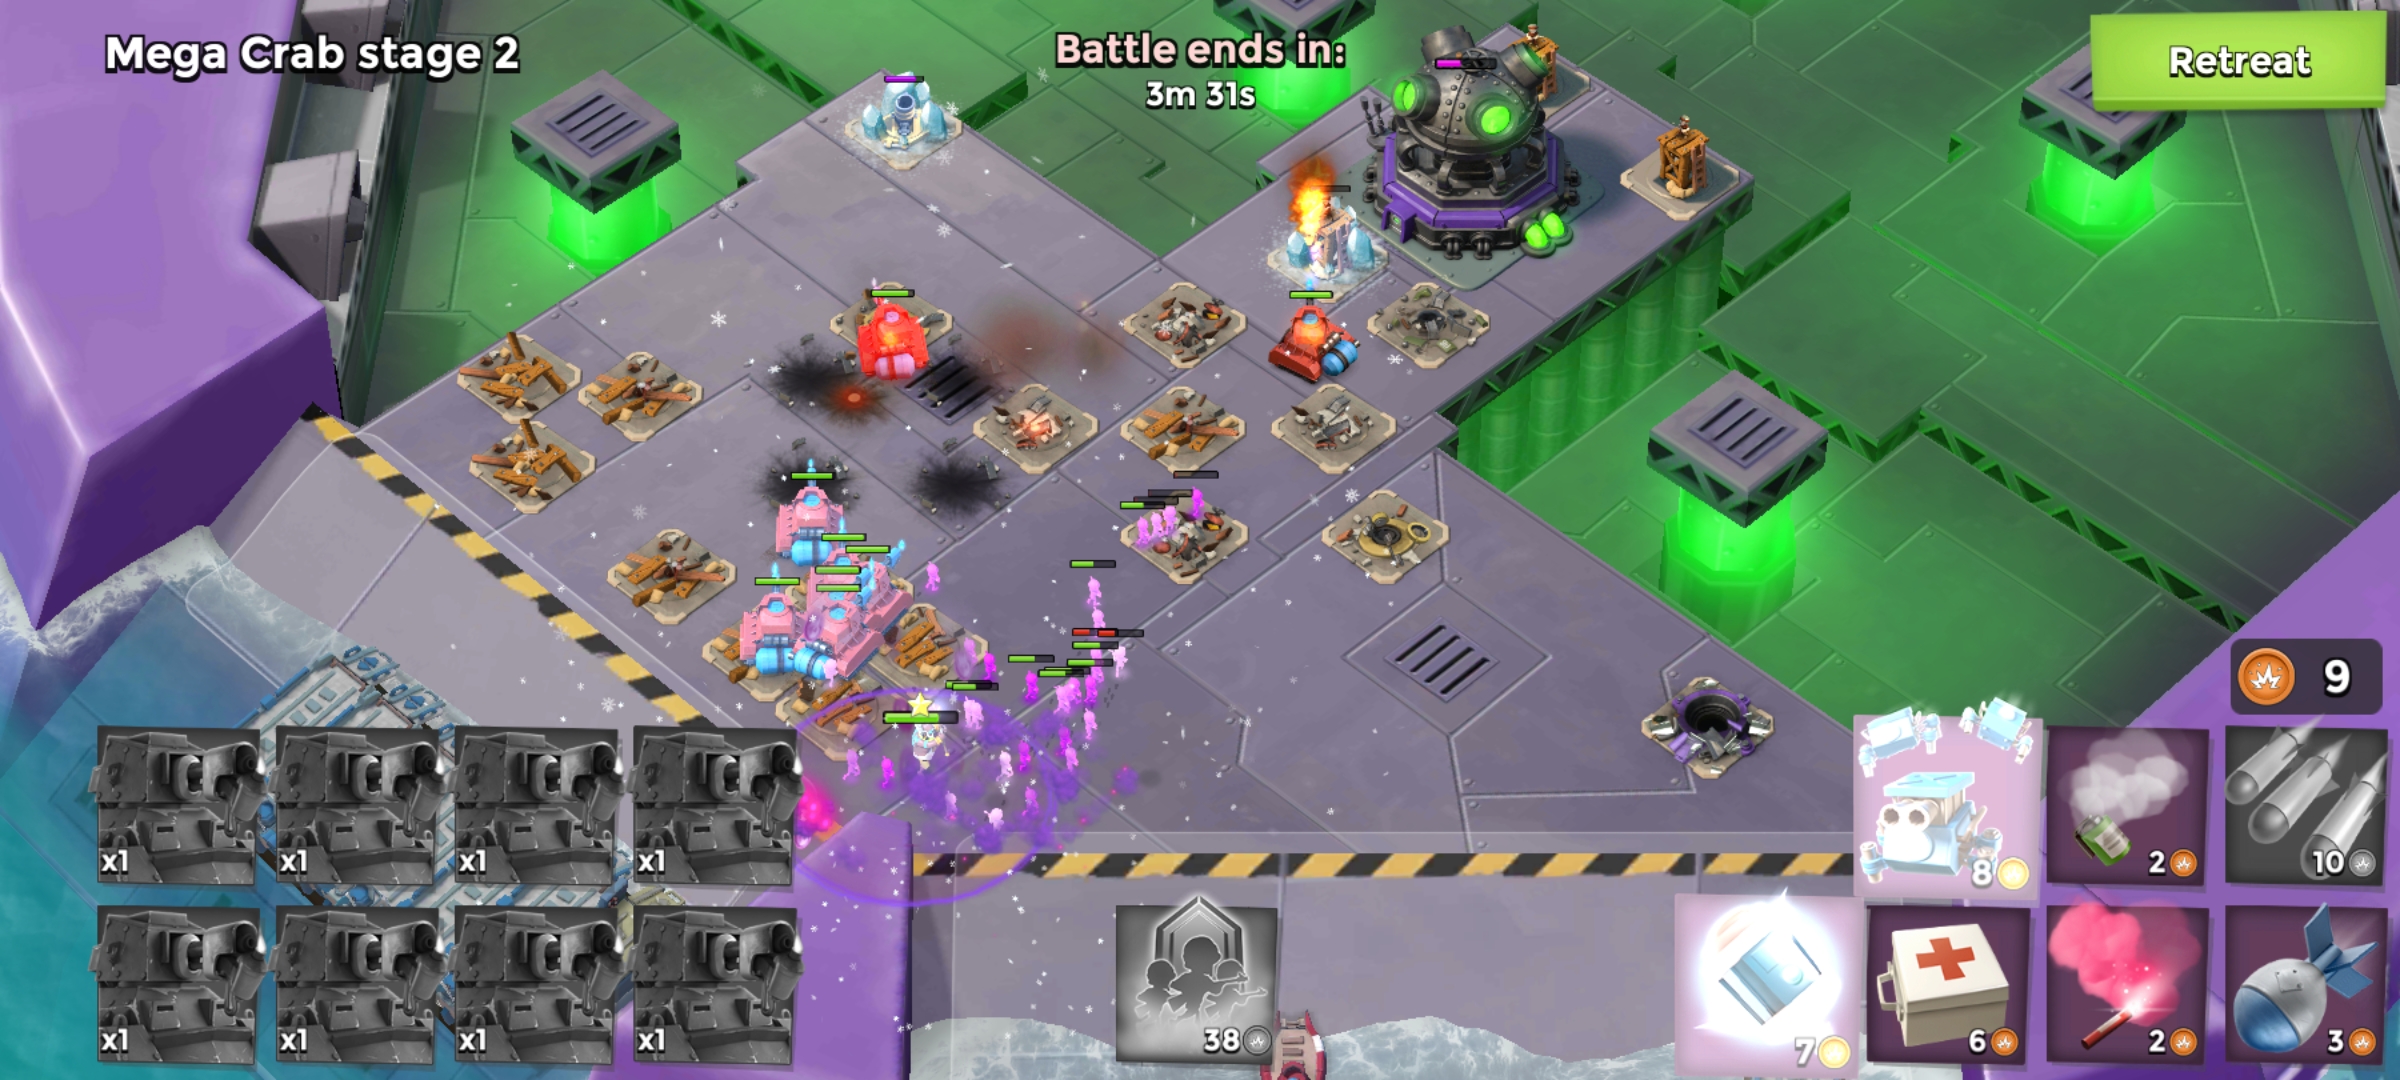 Mega Crab stage 2
Battle ends in:
3m 31s
Retreat
9
x1
x1
x1
x1
8
2
10
x1
x1
x1
x1
38
7
6
2
3